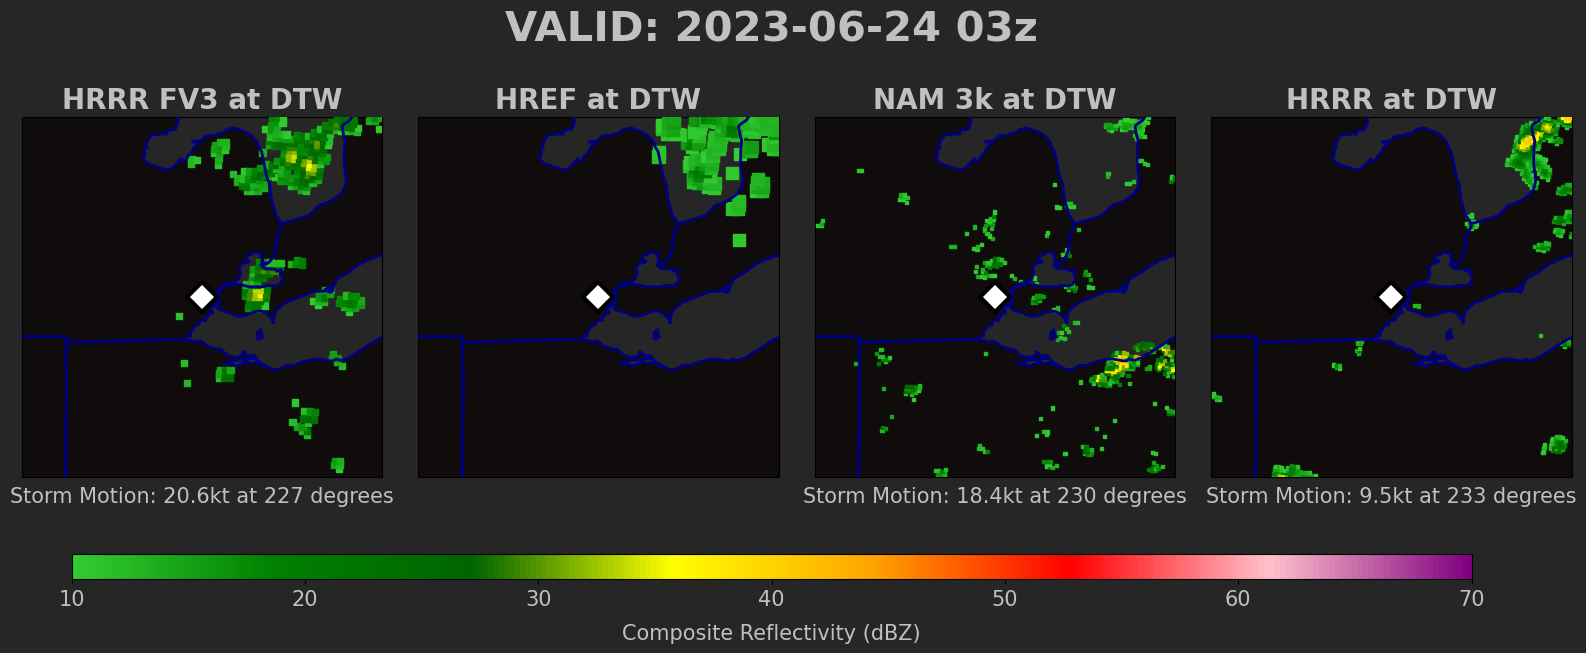 VALID: 2023-06-24 03z
HRRR FV3 at DTW
HREF at DTW
NAM 3k at DTW
HRRR at DTW
Storm Motion: 20.6kt at 227 degrees
Storm Motion: 18.4kt at 230 degrees
Storm Motion: 9.5kt at 233 degrees
10 20 30 40 50 60 70
Composite Reflectivity (dBZ)